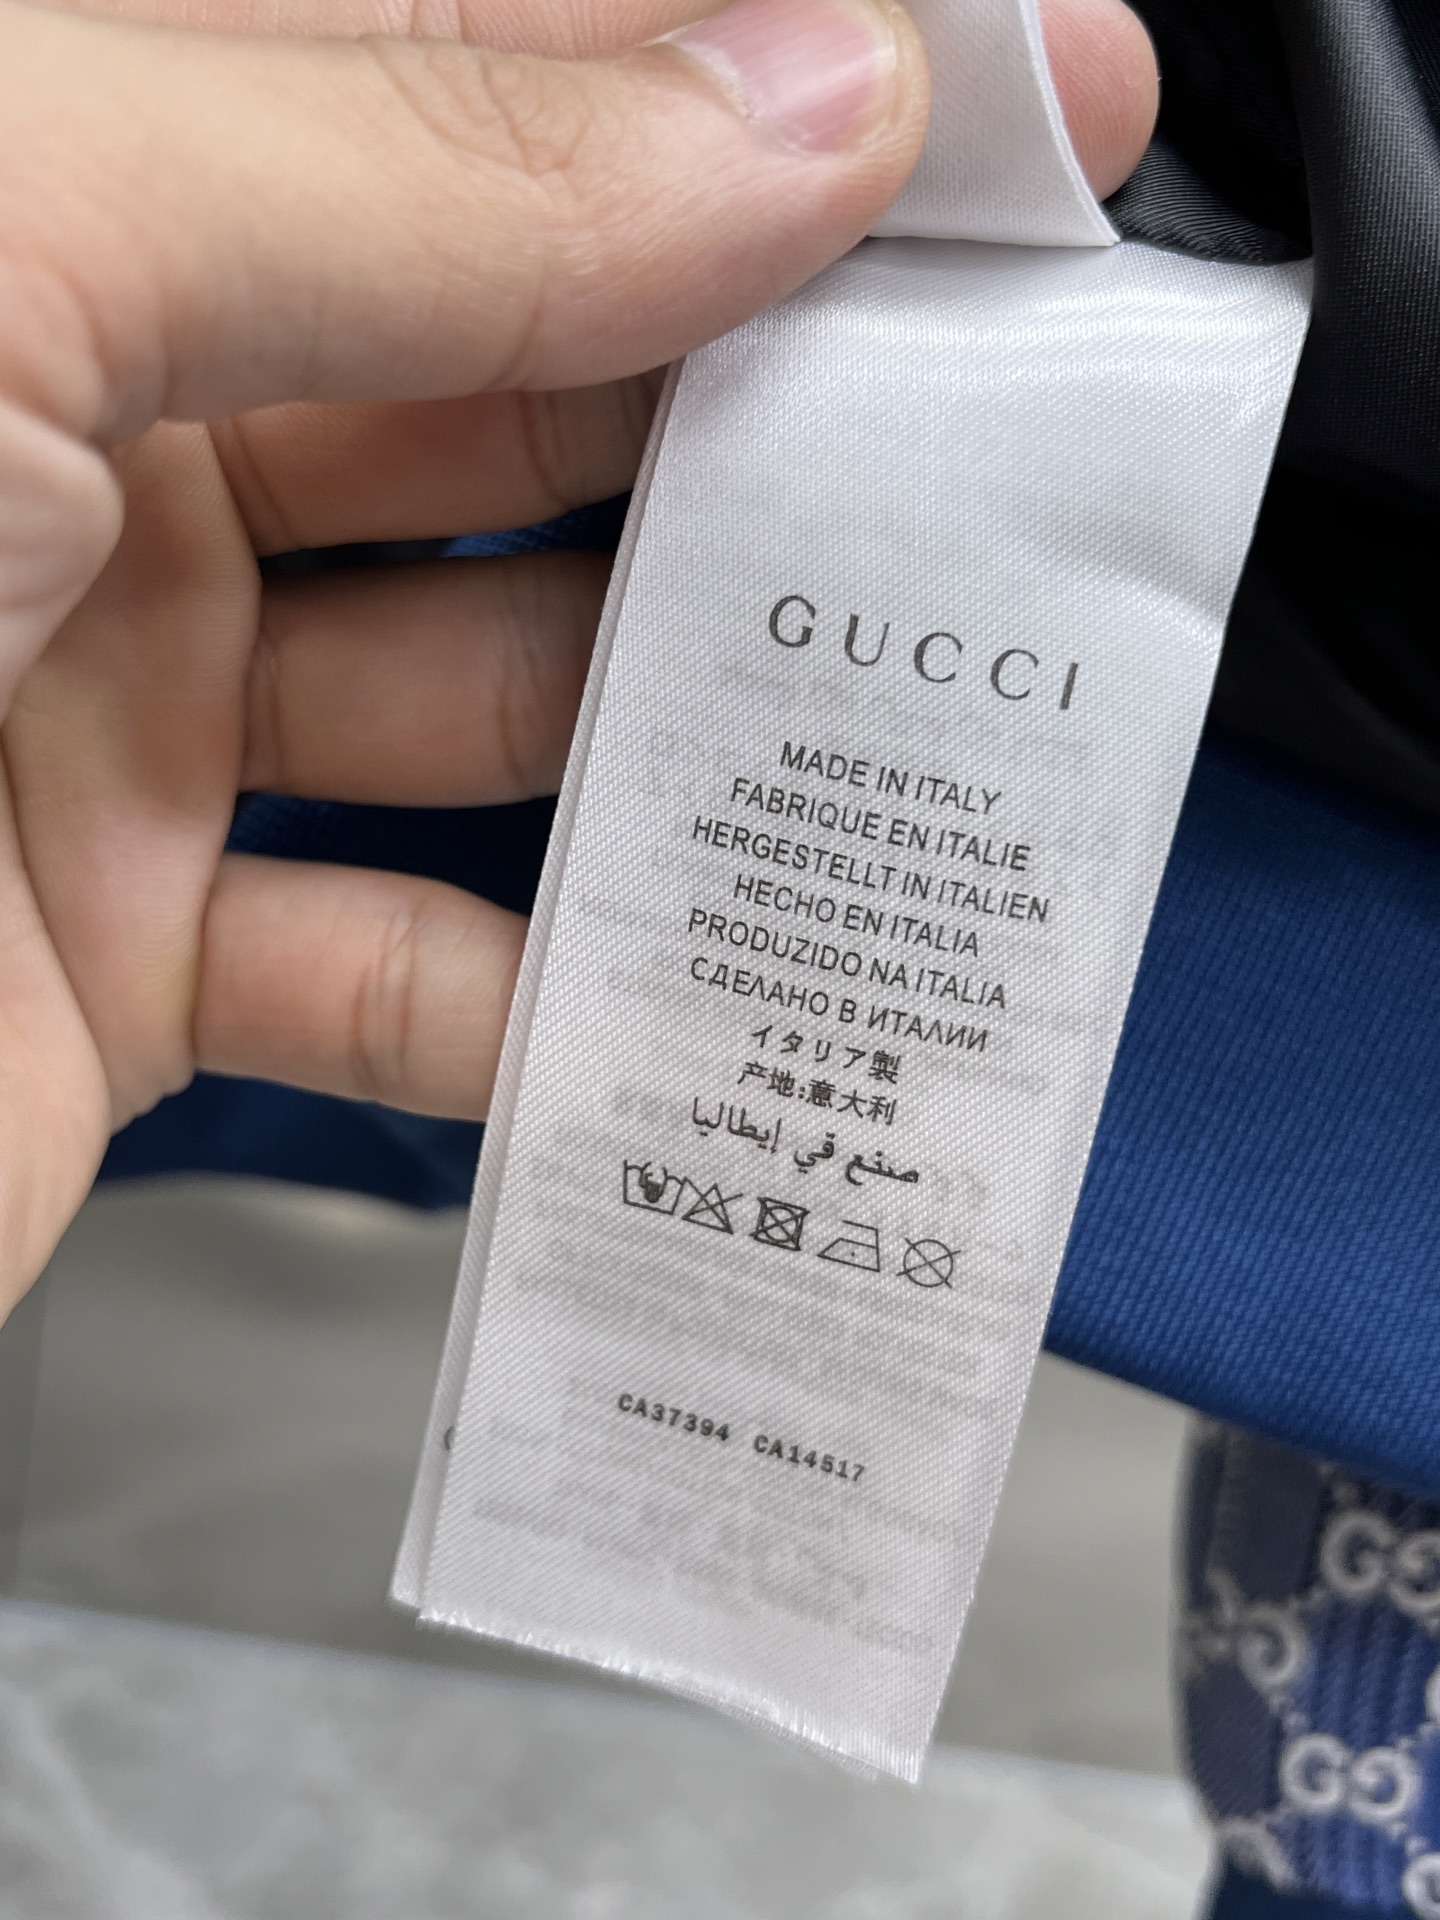 GUCCI
MADE IN ITALY
FABRIQUE EN ITALIE
HERGESTELLT IN ITALIEN
HECHO EN ITALIA
PRODUZIDO NA ITALIA
СДЕЛАНО В ИТАЛИИ
イタリア製
产地:意大利
صنع في إيطاليا
CA37394 CA14517